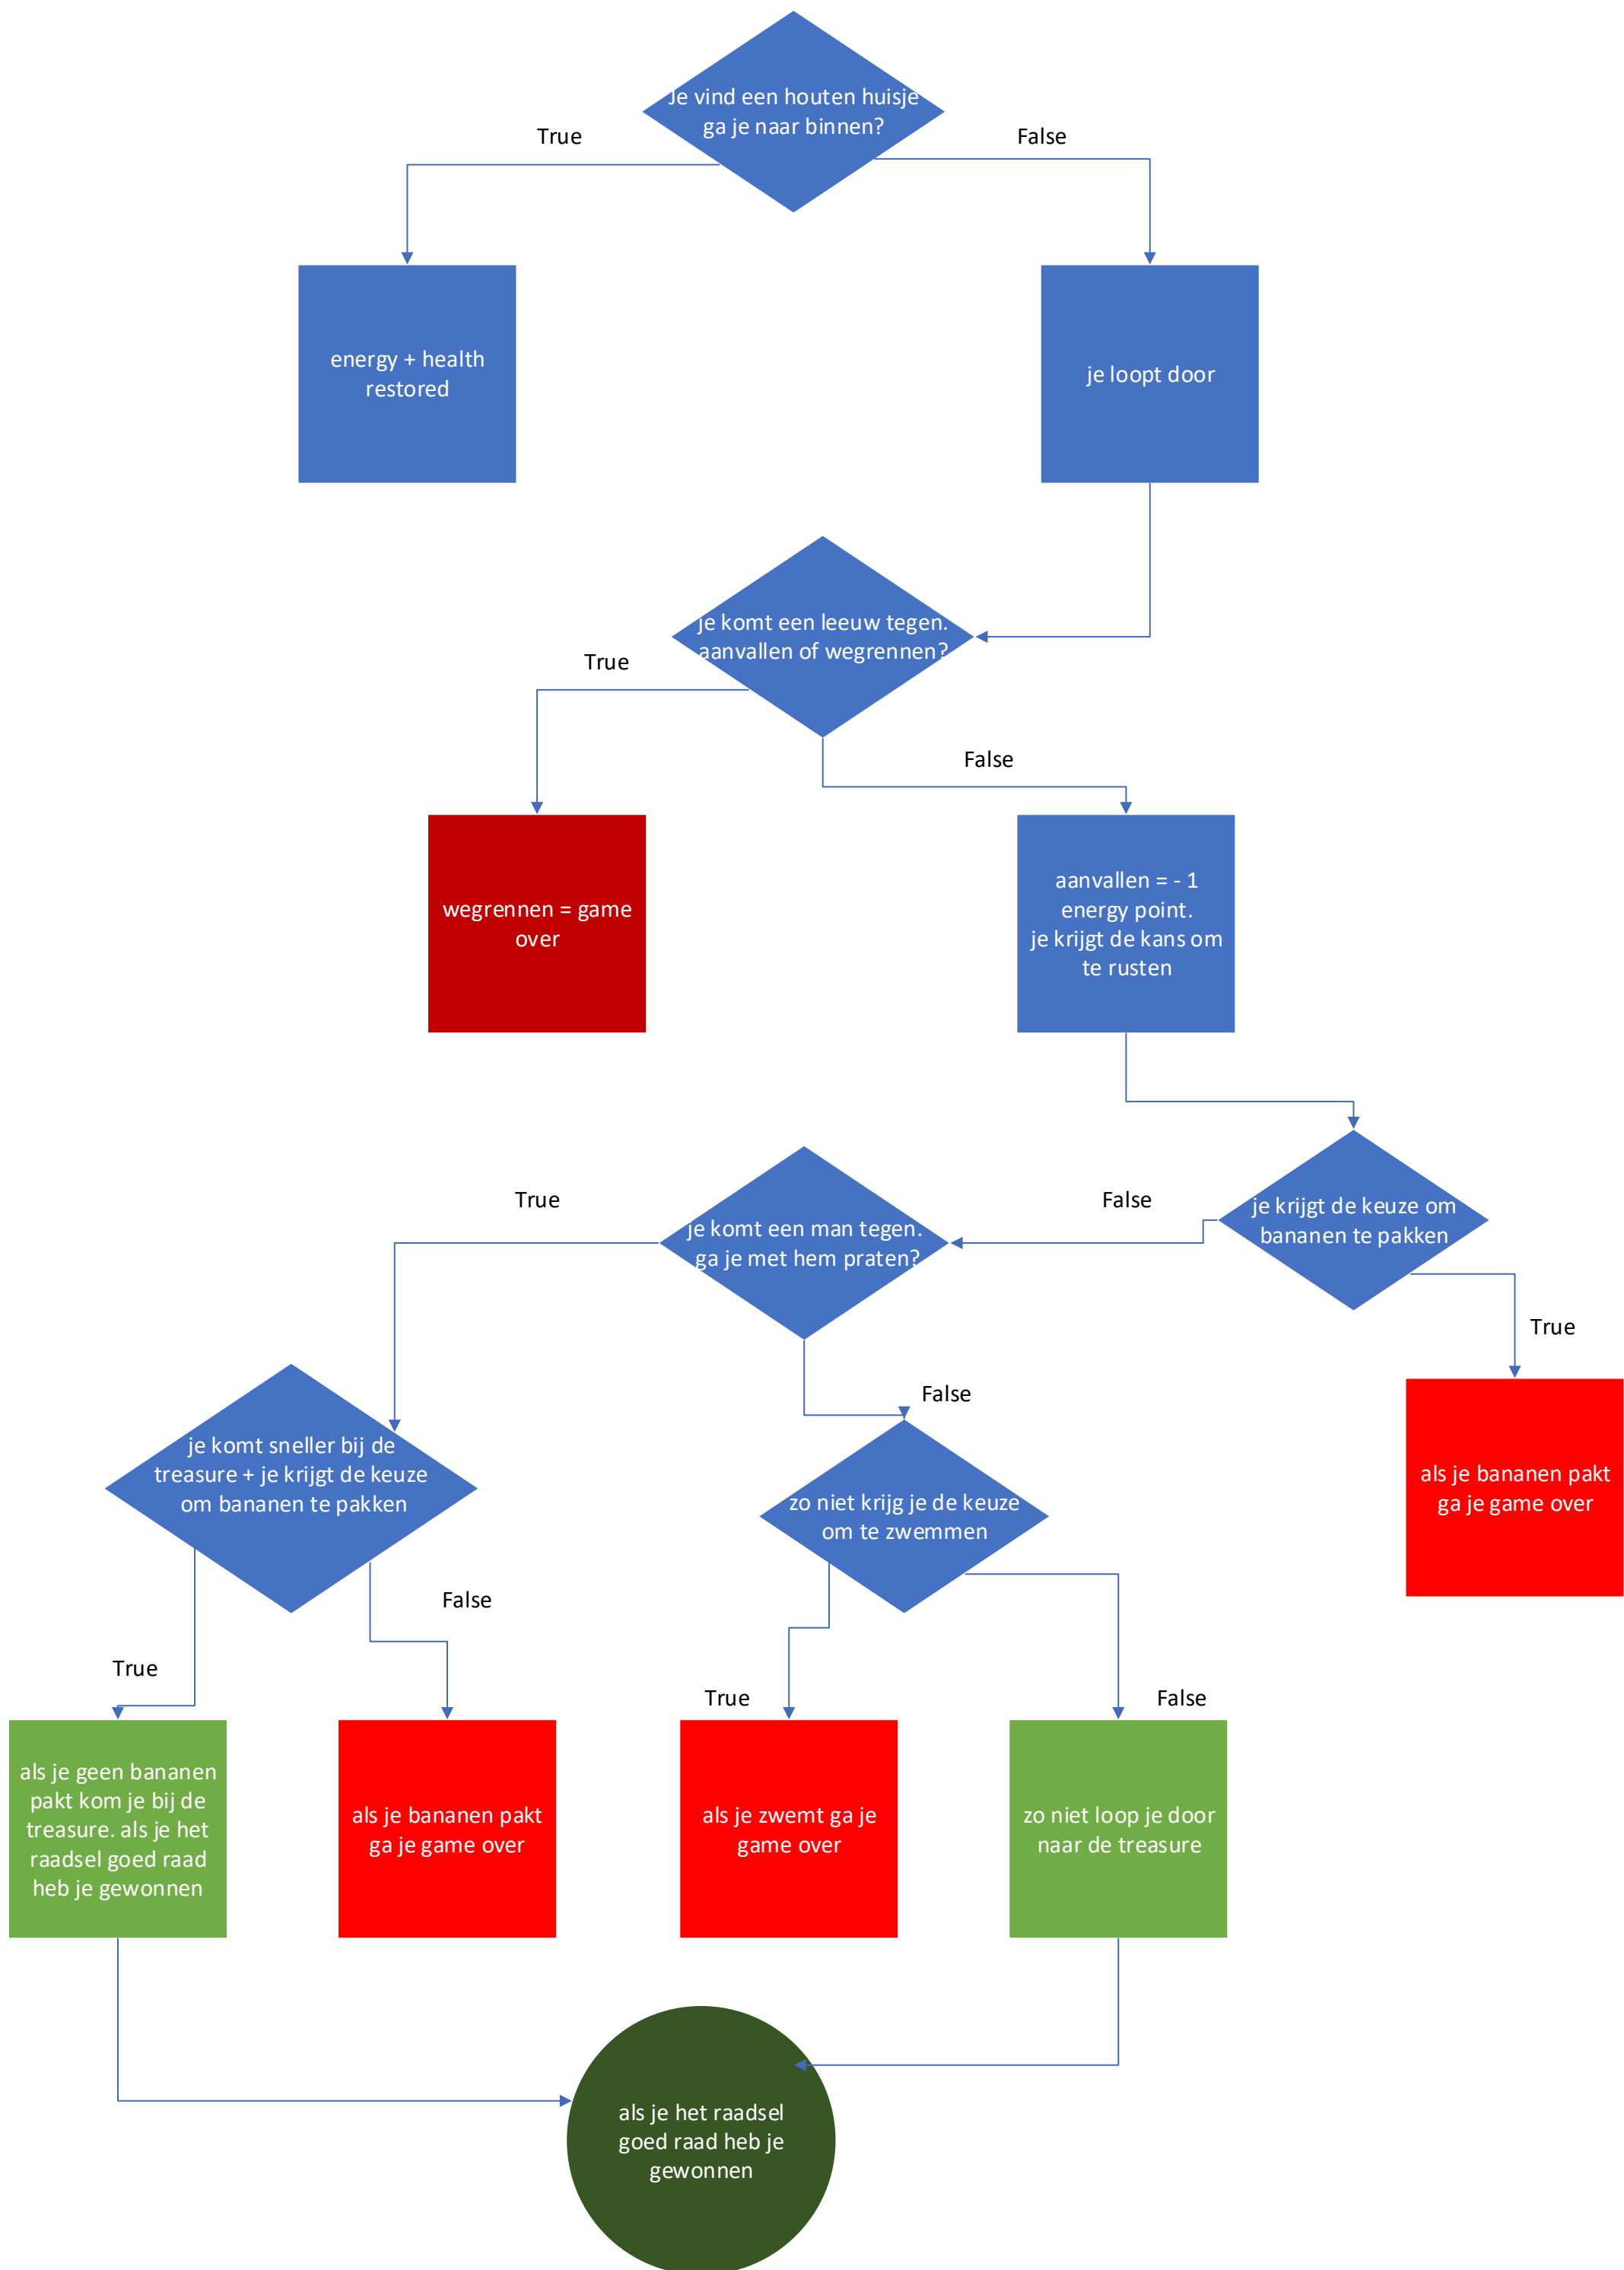 Je vind een houten huisje
ga je naar binnen?
True
False
energy + health
restored
je loopt door
je komt een leeuw tegen.
aanvallen of wegrennen?
True
False
wegrennen = game
over
aanvallen = - 1
energy point.
je krijgt de kans om
te rusten
True
je komt een man tegen.
ga je met hem praten?
False
je krijgt de keuze om
bananen te pakken
True
False
je komt sneller bij de
treasure + je krijgt de keuze
om bananen te pakken
zo niet krijg je de keuze
om te zwemmen
als je bananen pakt
ga je game over
False
True
True
False
als je geen bananen
pakt kom je bij de
treasure. als je het
raadsel goed raad
heb je gewonnen
als je bananen pakt
ga je game over
als je zwemt ga je
game over
zo niet loop je door
naar de treasure
als je het raadsel
goed raad heb je
gewonnen